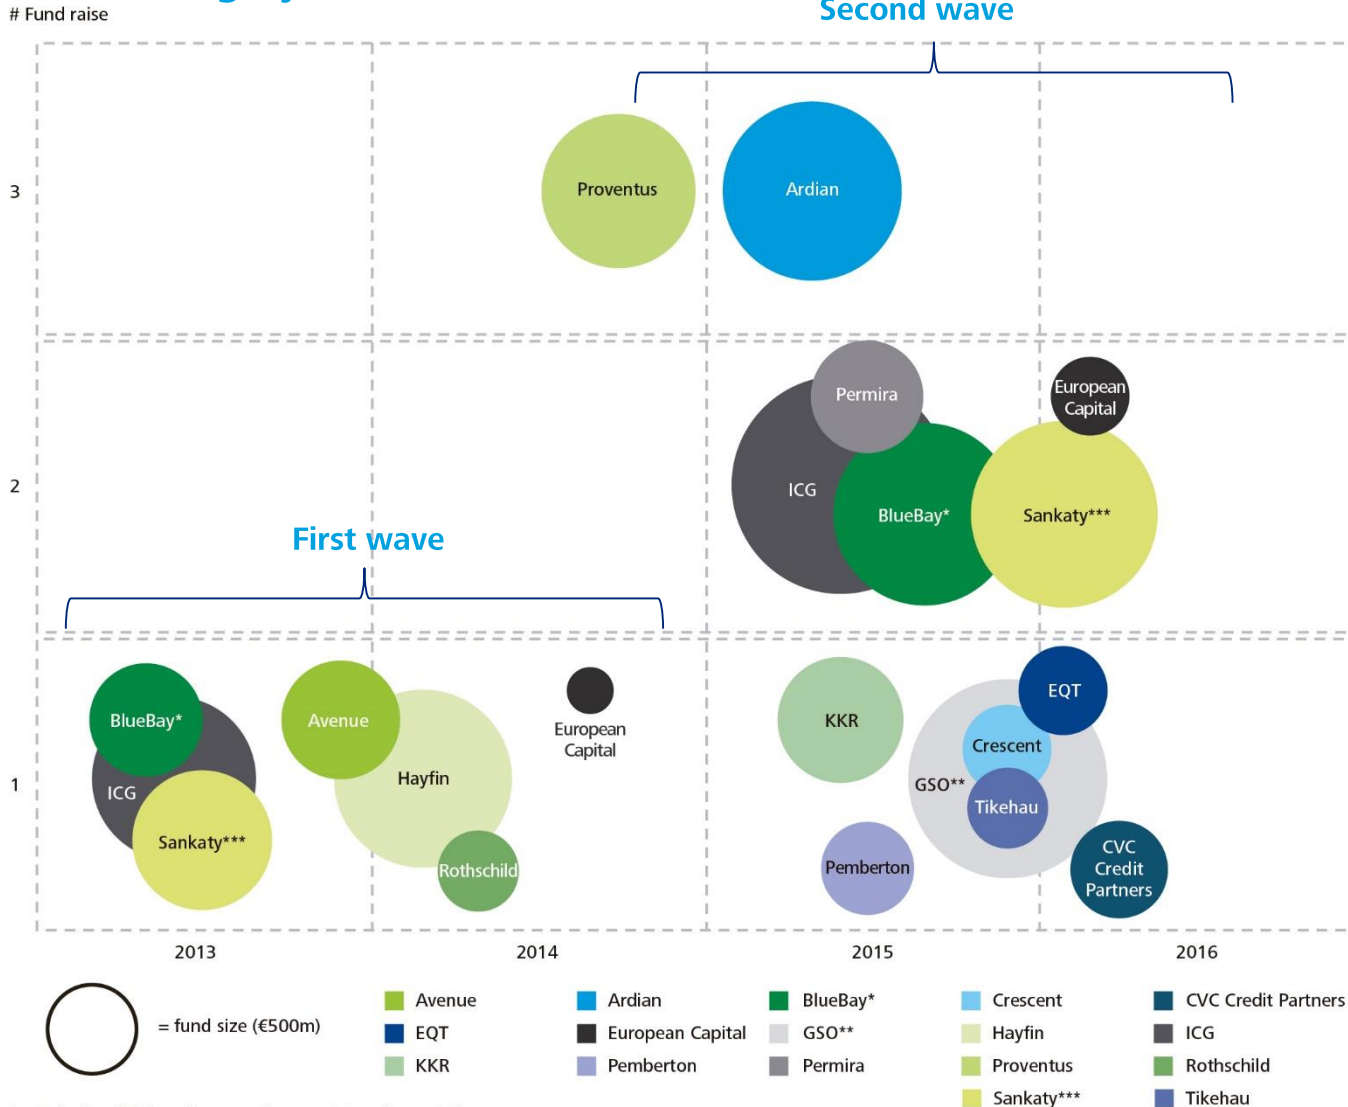 # Fund raise
Second wave
3
Proventus
Ardian
Permira
European
Capital
2
ICG
BlueBay*
Sankaty***
First wave
BlueBay*
Avenue
European
Capital
KKR
EQT
Crescent
1
ICG
Hayfin
GSO**
Tikehau
Sankaty***
Rothschild
Pemberton
CVC
Credit
Partners
2013
2014
2015
2016
= fund size (€500m)
Avenue
Ardian
BlueBay*
Crescent
CVC Credit Partners
EQT
European Capital
GSO**
Hayfin
ICG
KKR
Pemberton
Permira
Proventus
Rothschild
Sankaty***
Tikehau